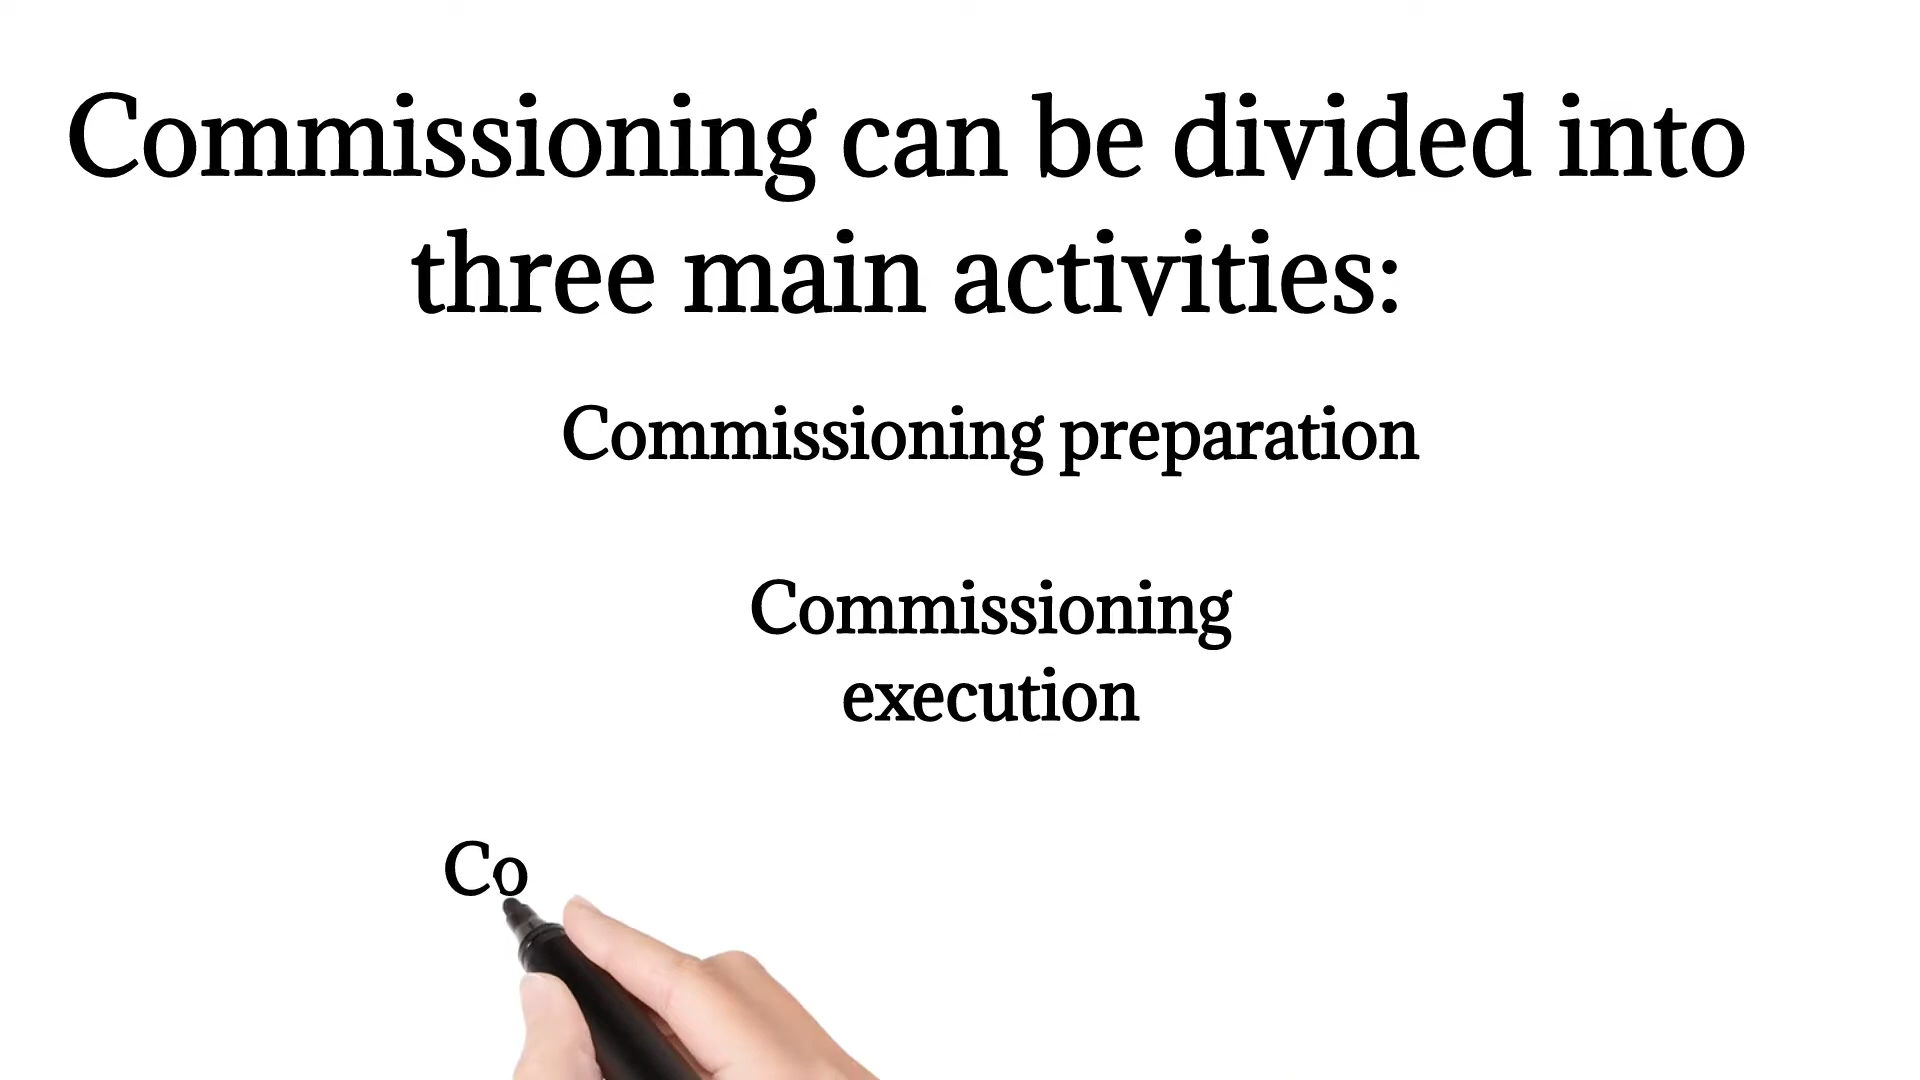 Commissioning can be divided into
three main activities:
Commissioning preparation
Commissioning
execution
Co